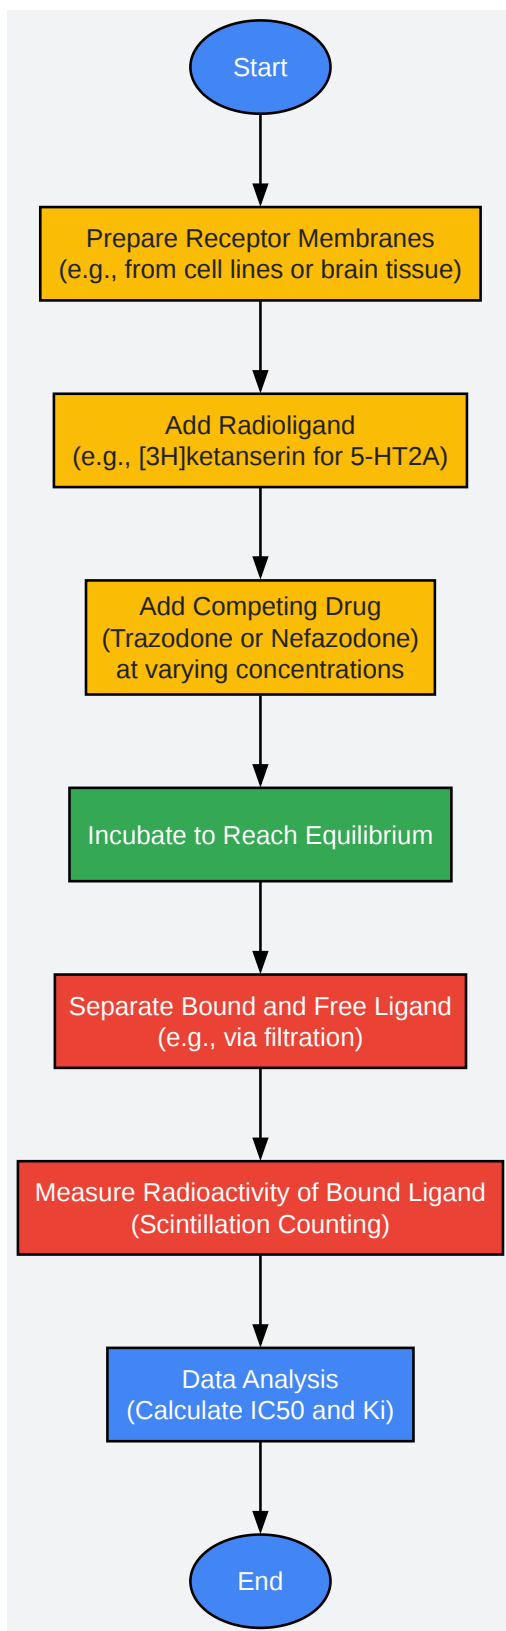 Start
Prepare Receptor Membranes
(e.g., from cell lines or brain tissue)
Add Radioligand
(e.g., [3H]ketanserin for 5-HT2A)
Add Competing Drug
(Trazodone or Nefazodone)
at varying concentrations
Incubate to Reach Equilibrium
Separate Bound and Free Ligand
(e.g., via filtration)
Measure Radioactivity of Bound Ligand
(Scintillation Counting)
Data Analysis
(Calculate IC50 and Ki)
End